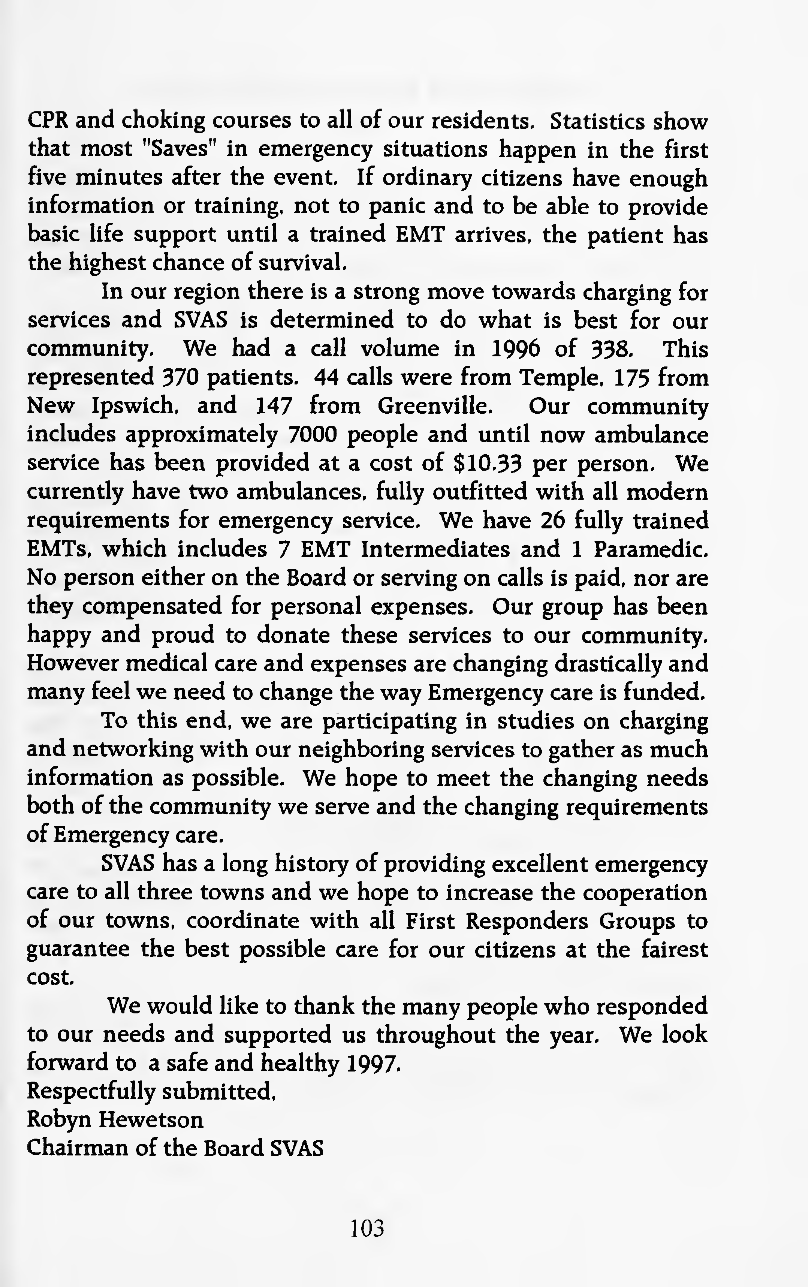 CPR and choking courses to all of our residents. Statistics show
that most "Saves" in emergency situations happen in the first
five minutes after the event. If ordinary citizens have enough
information or training, not to panic and to be able to provide
basic life support until a trained EMT arrives, the patient has
the highest chance of survival.
In our region there is a strong move towards charging for
services and SVAS is determined to do what is best for our
community. We had a call volume in 1996 of 338. This
represented 370 patients. 44 calls were from Temple, 175 from
New Ipswich, and 147 from Greenville. Our community
includes approximately 7000 people and until now ambulance
service has been provided at a cost of $10.33 per person. We
currently have two ambulances, fully outfitted with all modern
requirements for emergency service. We have 26 fully trained
EMTs, which includes 7 EMT Intermediates and 1 Paramedic.
No person either on the Board or serving on calls is paid, nor are
they compensated for personal expenses. Our group has been
happy and proud to donate these services to our community.
However medical care and expenses are changing drastically and
many feel we need to change the way Emergency care is funded.
To this end, we are participating in studies on charging
and networking with our neighboring services to gather as much
information as possible. We hope to meet the changing needs
both of the community we serve and the changing requirements
of Emergency care.
SVAS has a long history of providing excellent emergency
care to all three towns and we hope to increase the cooperation
of our towns, coordinate with all First Responders Groups to
guarantee the best possible care for our citizens at the fairest
cost.
We would like to thank the many people who responded
to our needs and supported us throughout the year. We look
forward to a safe and healthy 1997.
Respectfully submitted,
Robyn Hewetson
Chairman of the Board SVAS
103